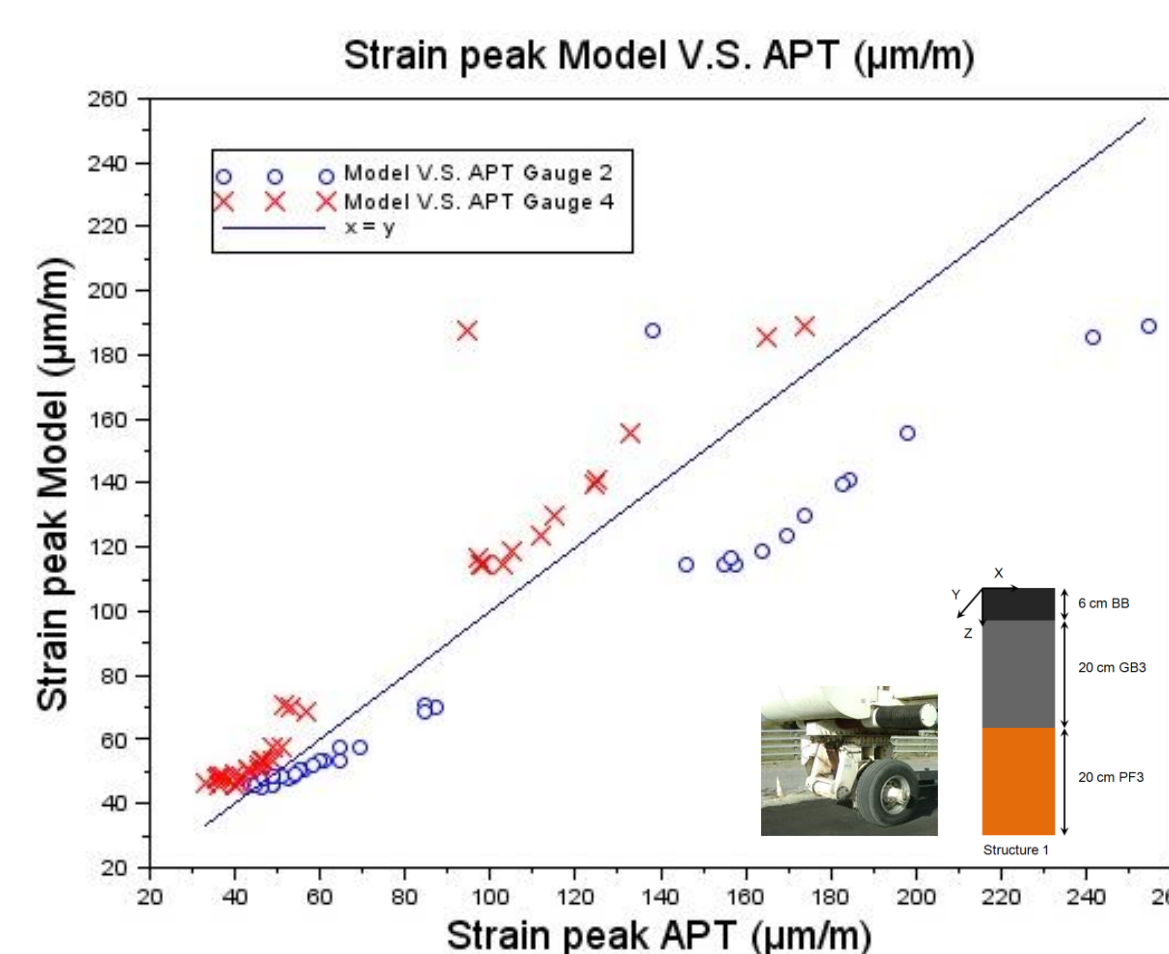 Strain peak Model V.S. APT (µm/m)
260
240
220
200
180
160
140
120
100
80
60
40
20
Strain peak Model (µm/m)
Model V.S. APT Gauge 2
Model V.S. APT Gauge 4
x = y
X
Y
Z
6 cm BB
20 cm GB3
20 cm PF3
Structure 1
20 40 60 80 100 120 140 160 180 200 220 240 26
Strain peak APT (µm/m)